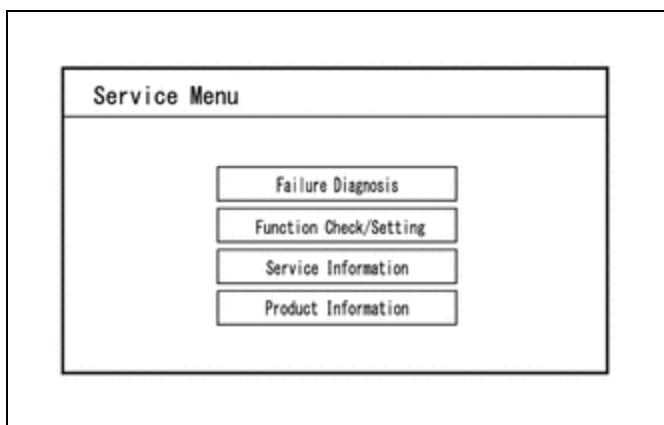 Service Menu
Failure Diagnosis
Function Check/Setting
Service Information
Product Information